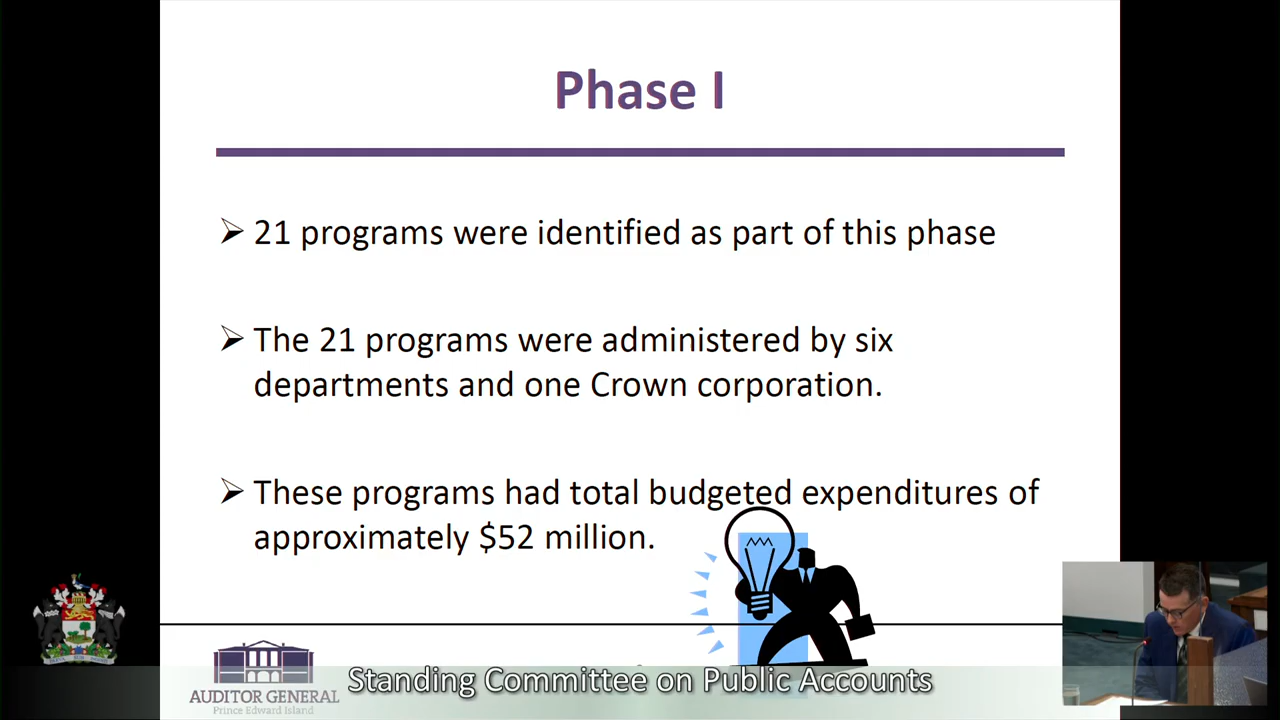 Phase I
21 programs were identified as part of this phase
The 21 programs were administered by six
departments and one Crown corporation.
These programs had total budgeted expenditures of
approximately $52 million.
AUDITOR GENERAL
Prince Edward Island
Standing Committee on Public Accounts